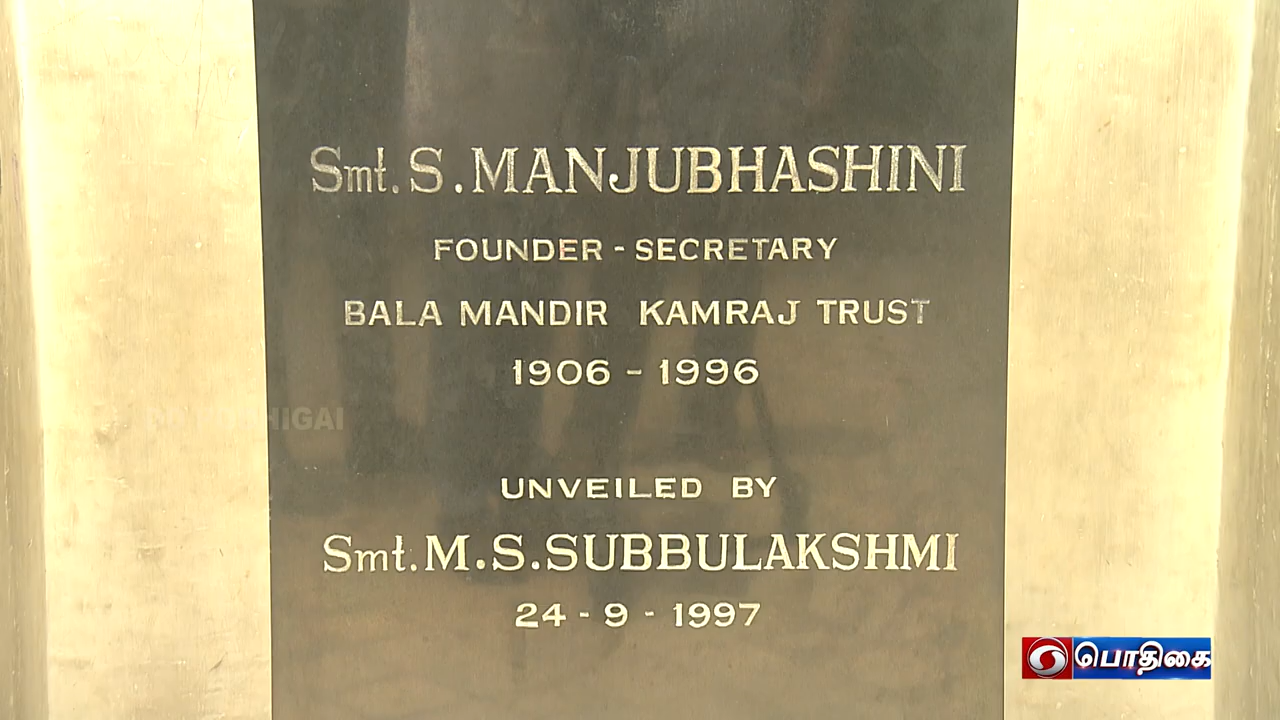 Smt. S. MANJUBHASHINI
FOUNDER - SECRETARY
BALA MANDIR KAMRAJ TRUST
1906 - 1996
UNVEILED BY
Smt. M.S. SUBBULAKSHMI
24 - 9 - 1997
பொதிகை